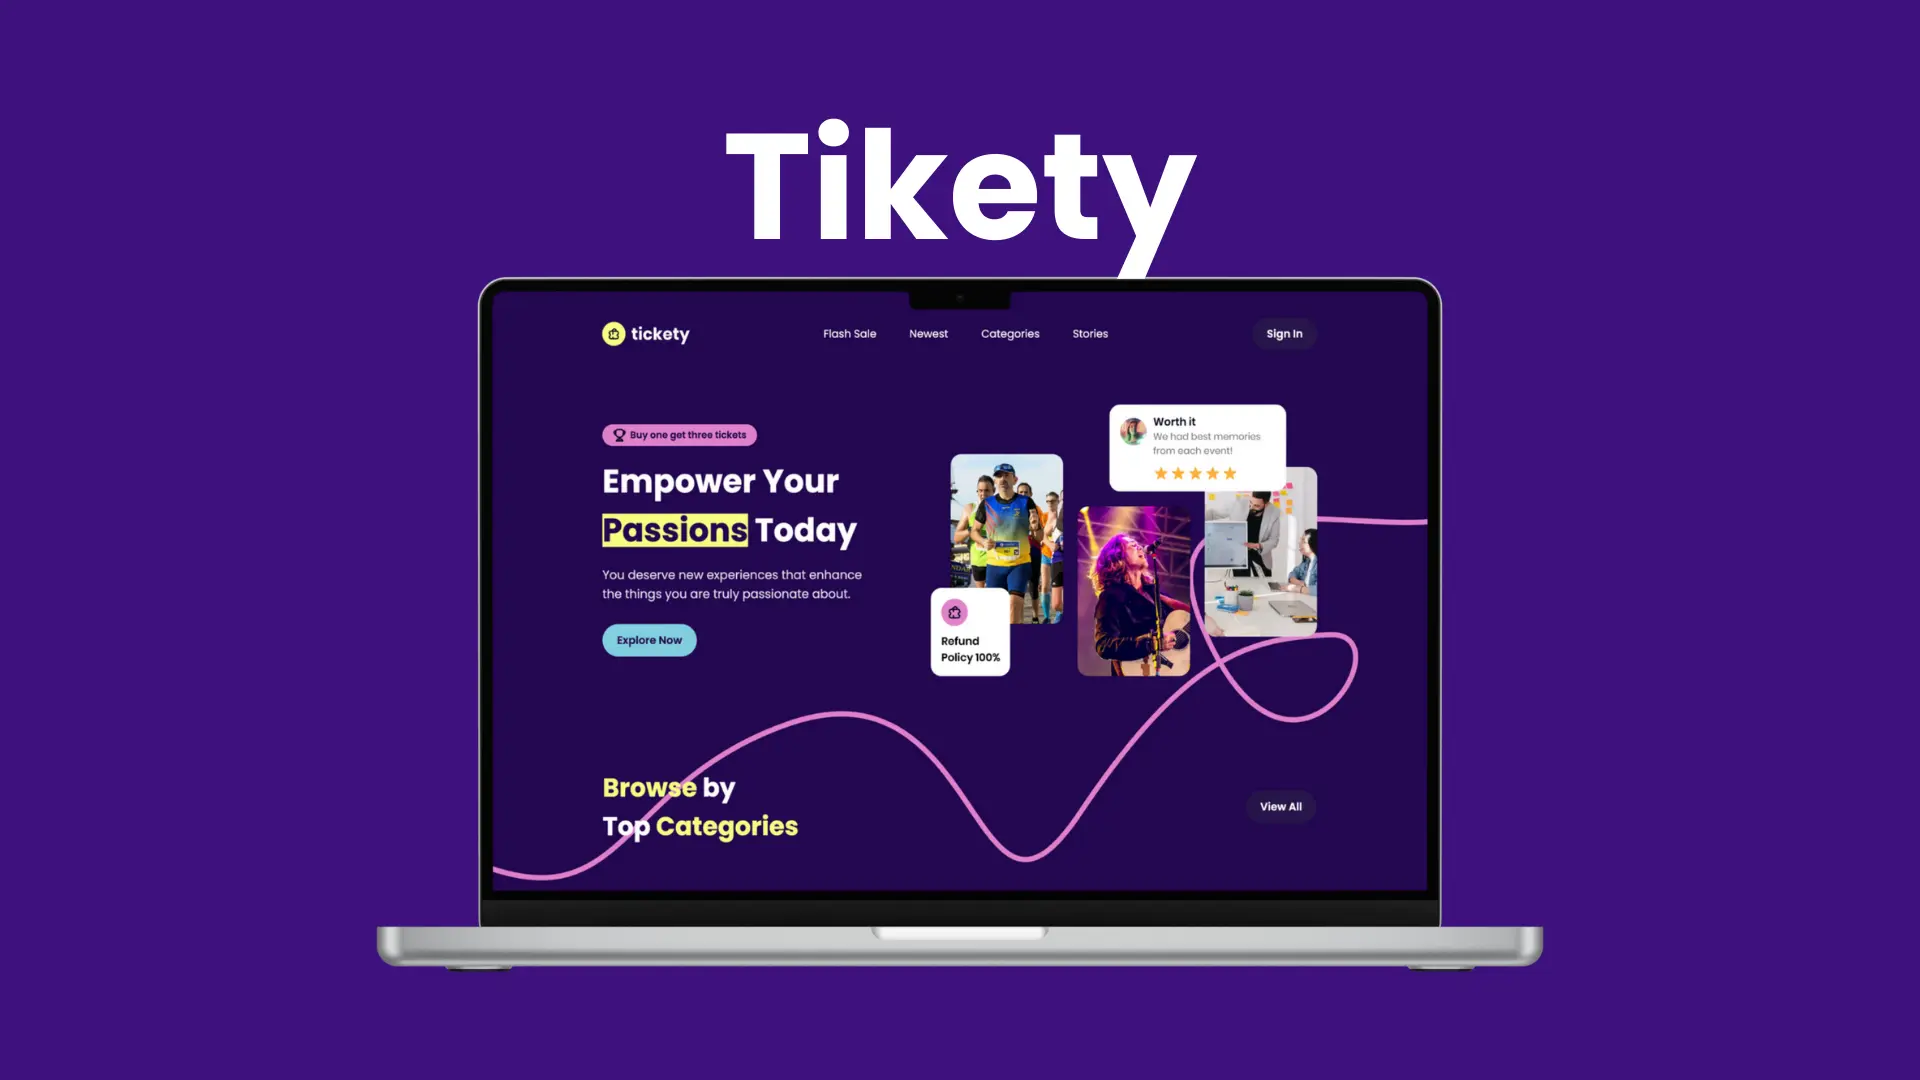 Tikety
tickety
Flash Sale
Newest
Categories
Stories
Sign In
Buy one get three tickets
Empower Your
Passions Today
You deserve new experiences that enhance
the things you are truly passionate about.
Explore Now
Worth it
We had best memories
from each event!
Refund
Policy 100%
Browse by
Top Categories
View All